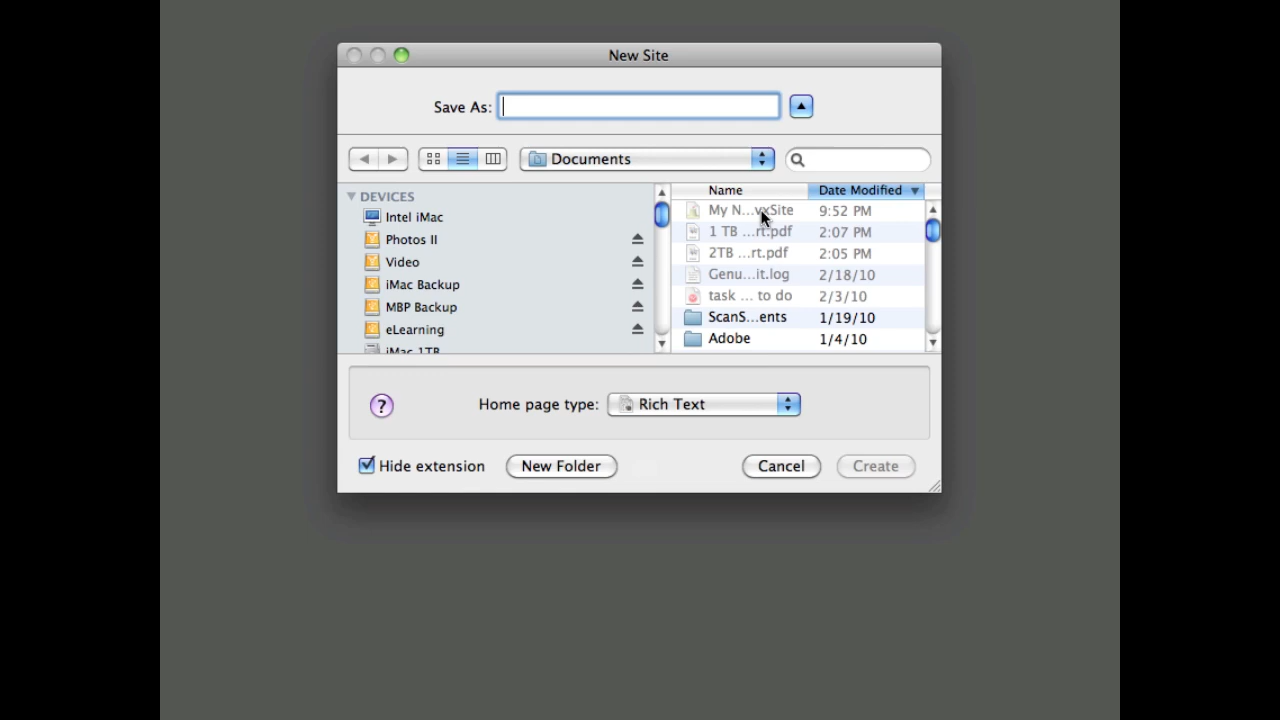 New Site
Save As:
Documents
DEVICES
Intel iMac
Photos II
Video
iMac Backup
MBP Backup
eLearning
iMac 1TB
Name Date Modified
My N...vxSite 9:52 PM
1 TB ...rt.pdf 2:07 PM
2TB ...rt.pdf 2:05 PM
Genu...it.log 2/18/10
task ... to do 2/3/10
ScanS...ents 1/19/10
Adobe 1/4/10
? Home page type: Rich Text
Hide extension New Folder Cancel Create